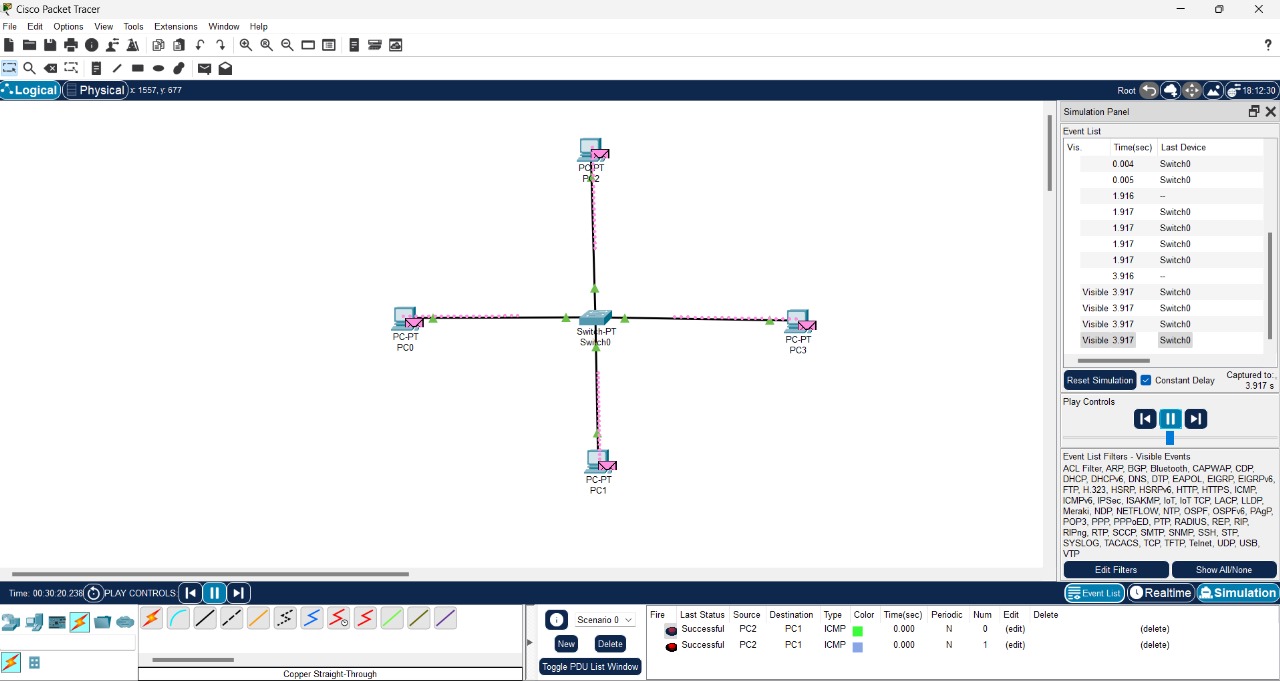 Cisco Packet Tracer
File Edit Options View Tools Extensions Window Help
?
Logical Physical x: 1557, y: 677
Root 18:12:30
PC-PT
PC2
PC-PT
PC0
Switch-PT
Switch0
PC-PT
PC3
PC-PT
PC1
Simulation Panel
Event List
Vis. Time(sec) Last Device
0.004 Switch0
0.005 Switch0
1.916 --
1.917 Switch0
1.917 Switch0
1.917 Switch0
1.917 Switch0
3.916 --
Visible 3.917 Switch0
Visible 3.917 Switch0
Visible 3.917 Switch0
Visible 3.917 Switch0
Reset Simulation Constant Delay Captured to:
3.917 s
Play Controls
Event List Filters - Visible Events
ACL Filter, ARP, BGP, Bluetooth, CAPWAP, CDP,
DHCP, DHCPv6, DNS, DTP, EAPOL, EIGRP, EIGRPv6,
FTP, H.323, HSRP, HSRPv6, HTTP, HTTPS, ICMP,
ICMPv6, IPSec, ISAKMP, IoT, IoT TCP, LACP, LLDP,
Meraki, NDP, NETFLOW, NTP, OSPF, OSPFv6, PAgP,
POP3, PPP, PPPoED, PTP, RADIUS, REP, RIP,
RIPng, RTP, SCCP, SMTP, SNMP, SSH, STP,
SYSLOG, TACACS, TCP, TFTP, Telnet, UDP, USB,
VTP
Edit Filters Show All/None
Time: 00:30:20.238 PLAY CONTROLS:
Event List Realtime Simulation
Copper Straight-Through
Scenario 0
New Delete
Toggle PDU List Window
Fire Last Status Source Destination Type Color Time(sec) Periodic Num Edit Delete
Successful PC2 PC1 ICMP 0.000 N 0 (edit) (delete)
Successful PC2 PC1 ICMP 0.000 N 1 (edit) (delete)